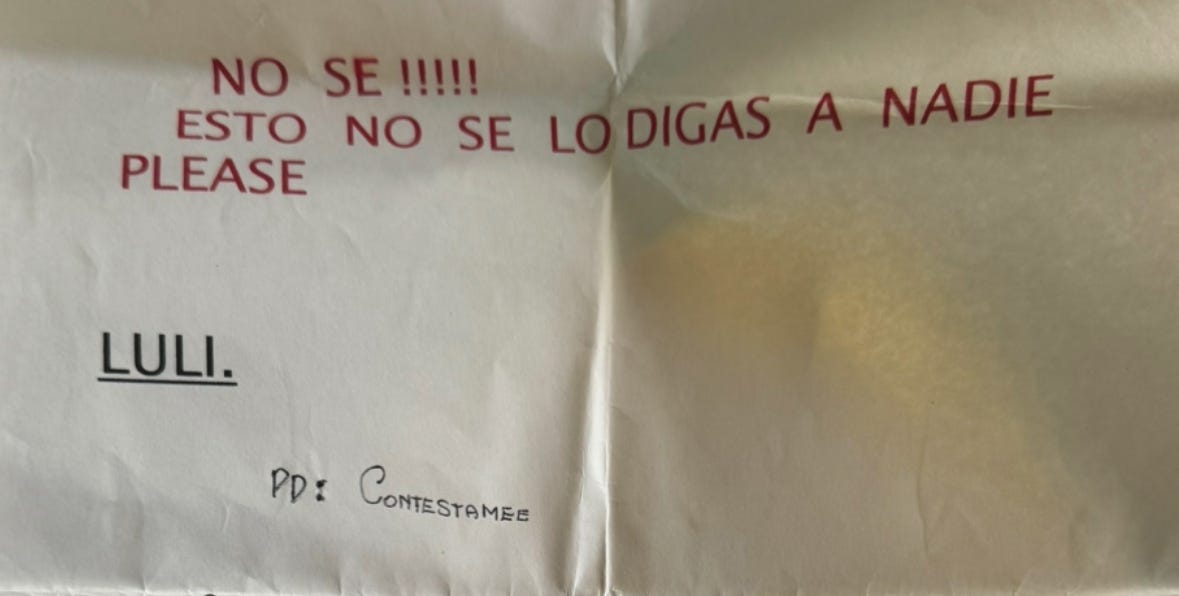 NO SE !!!!!
ESTO NO SE LO DIGAS A NADIE
PLEASE
LULI.
PD: CONTESTAMEE